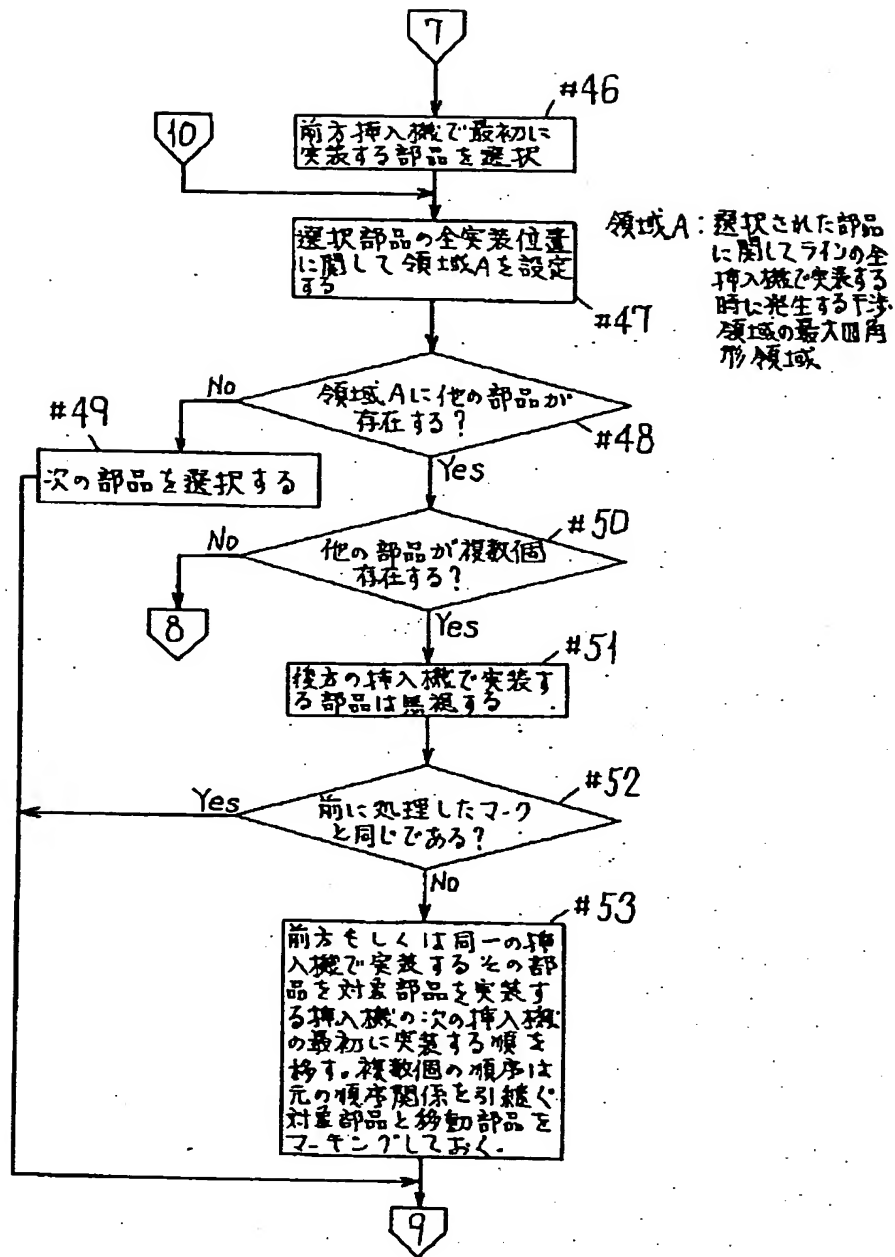 7
#46
10
前方挿入機で最初に
実装する部品を選択
選択部品の全実装位置
に関して領域Aを設定
する
#47
領域A:選択された部品
に関してラインの全
挿入機で実装する
時に発生する干渉
領域の最大四角
形領域
領域Aに他の部品が
存在する?
#48
No
Yes
#49
次の部品を選択する
#50
他の部品が複数個
存在する?
No
Yes
8
#51
後方の挿入機で実装す
る部品は無視する
#52
前に処理したマーク
と同じである?
Yes
No
#53
前方もしくは同一の挿
入機で実装するその部
品を対象部品を実装す
る挿入機の次の挿入機
の最初に実装する順を
移す。複数個の順序は
元の順序関係を引継ぐ
対象部品と移動部品を
マーキングしておく.
9